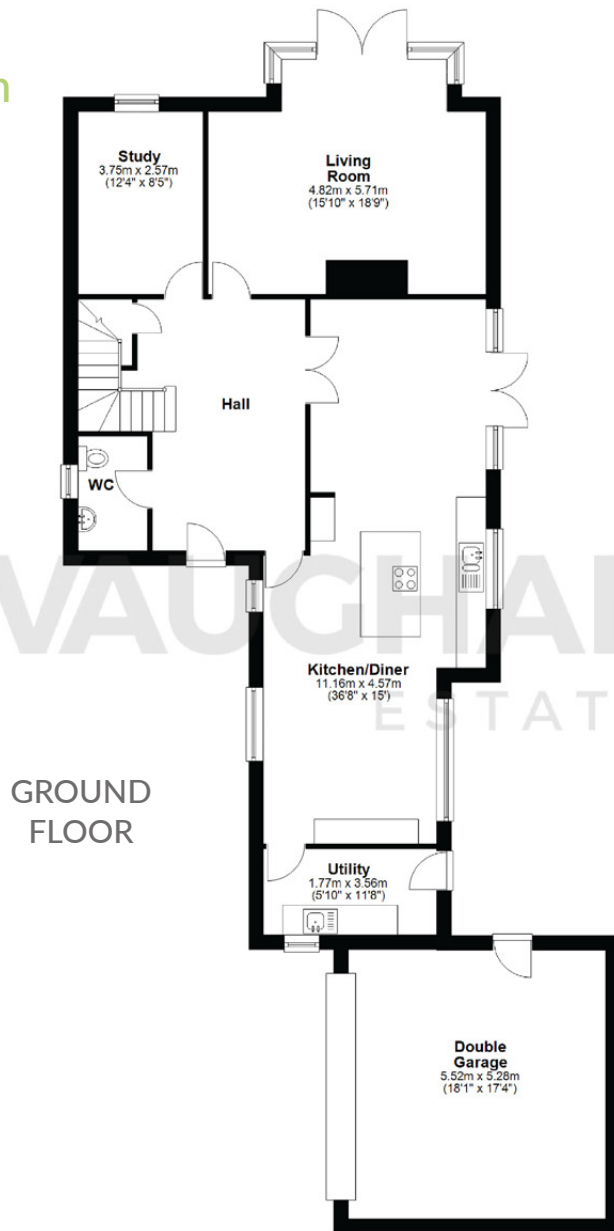 Study
3.75m x 2.57m
(12'4" x 8'5")
Living
Room
4.82m x 5.71m
(15'10" x 18'9")
Hall
WC
VAUGHA
ESTAT
Kitchen/Diner
11.16m x 4.57m
(36'8" x 15')
GROUND
FLOOR
Utility
1.77m x 3.56m
(5'10" x 11'8")
Double
Garage
5.52m x 5.28m
(18'1" x 17'4")